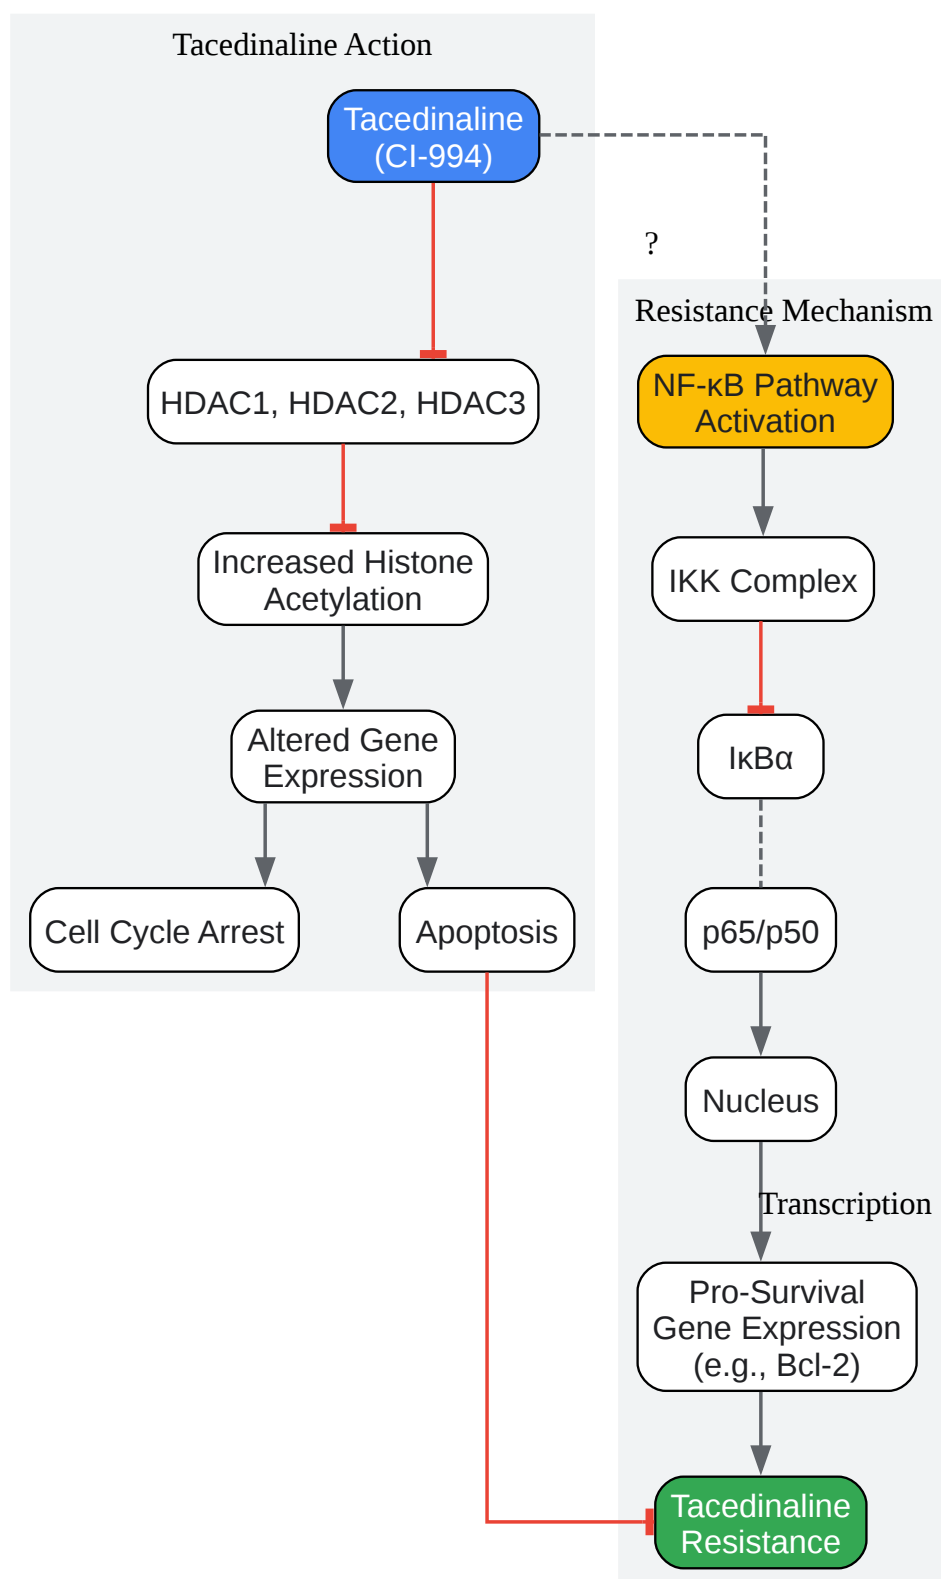 Tacedinaline Action
Tacedinaline
(CI-994)
HDAC1, HDAC2, HDAC3
Increased Histone
Acetylation
Altered Gene
Expression
Cell Cycle Arrest
Apoptosis
?
Resistance Mechanism
NF-κB Pathway
Activation
IKK Complex
IκBα
p65/p50
Nucleus
Transcription
Pro-Survival
Gene Expression
(e.g., Bcl-2)
Tacedinaline
Resistance